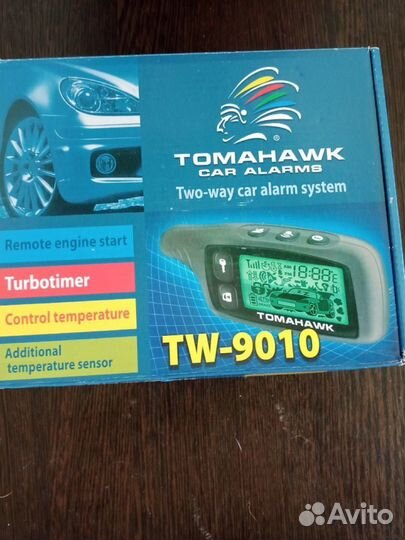 TOMAHAWK
CAR ALARMS
Two-way car alarm system
Remote engine start
Turbotimer
Control temperature
Additional
temperature sensor
TOMAHAWK
TW-9010
Avito